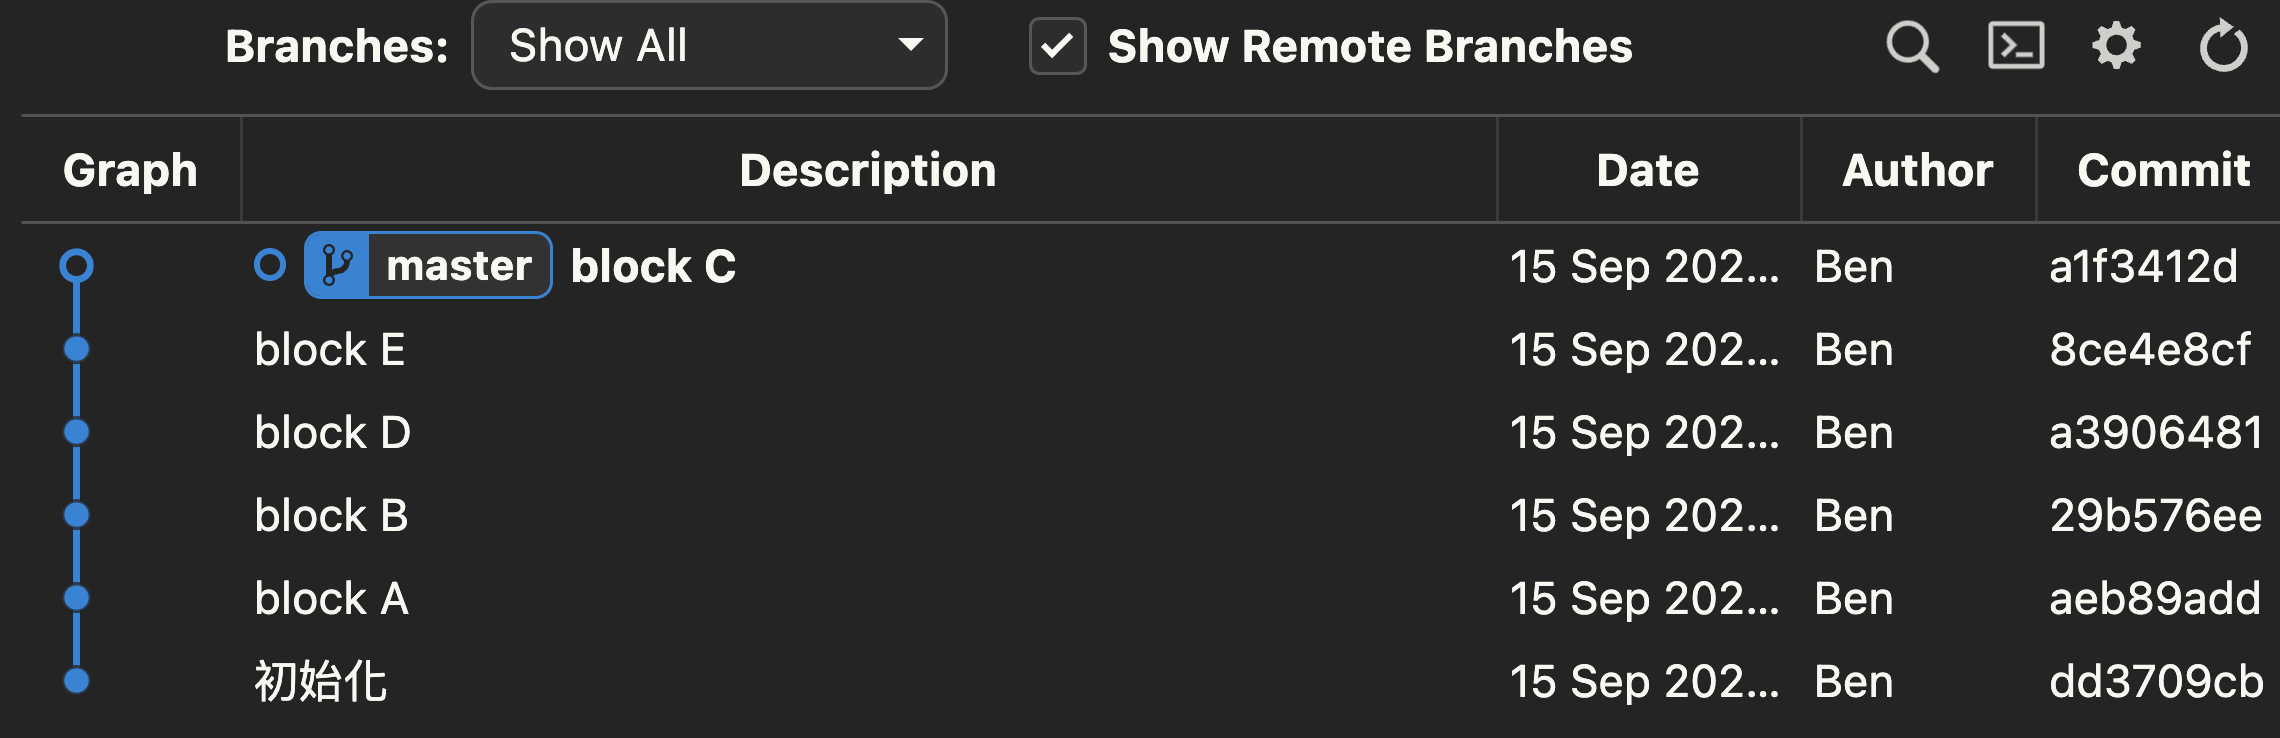 Branches: Show All Show Remote Branches
Graph Description Date Author Commit
master block C 15 Sep 202... Ben a1f3412d
block E 15 Sep 202... Ben 8ce4e8cf
block D 15 Sep 202... Ben a3906481
block B 15 Sep 202... Ben 29b576ee
block A 15 Sep 202... Ben aeb89add
初始化 15 Sep 202... Ben dd3709cb